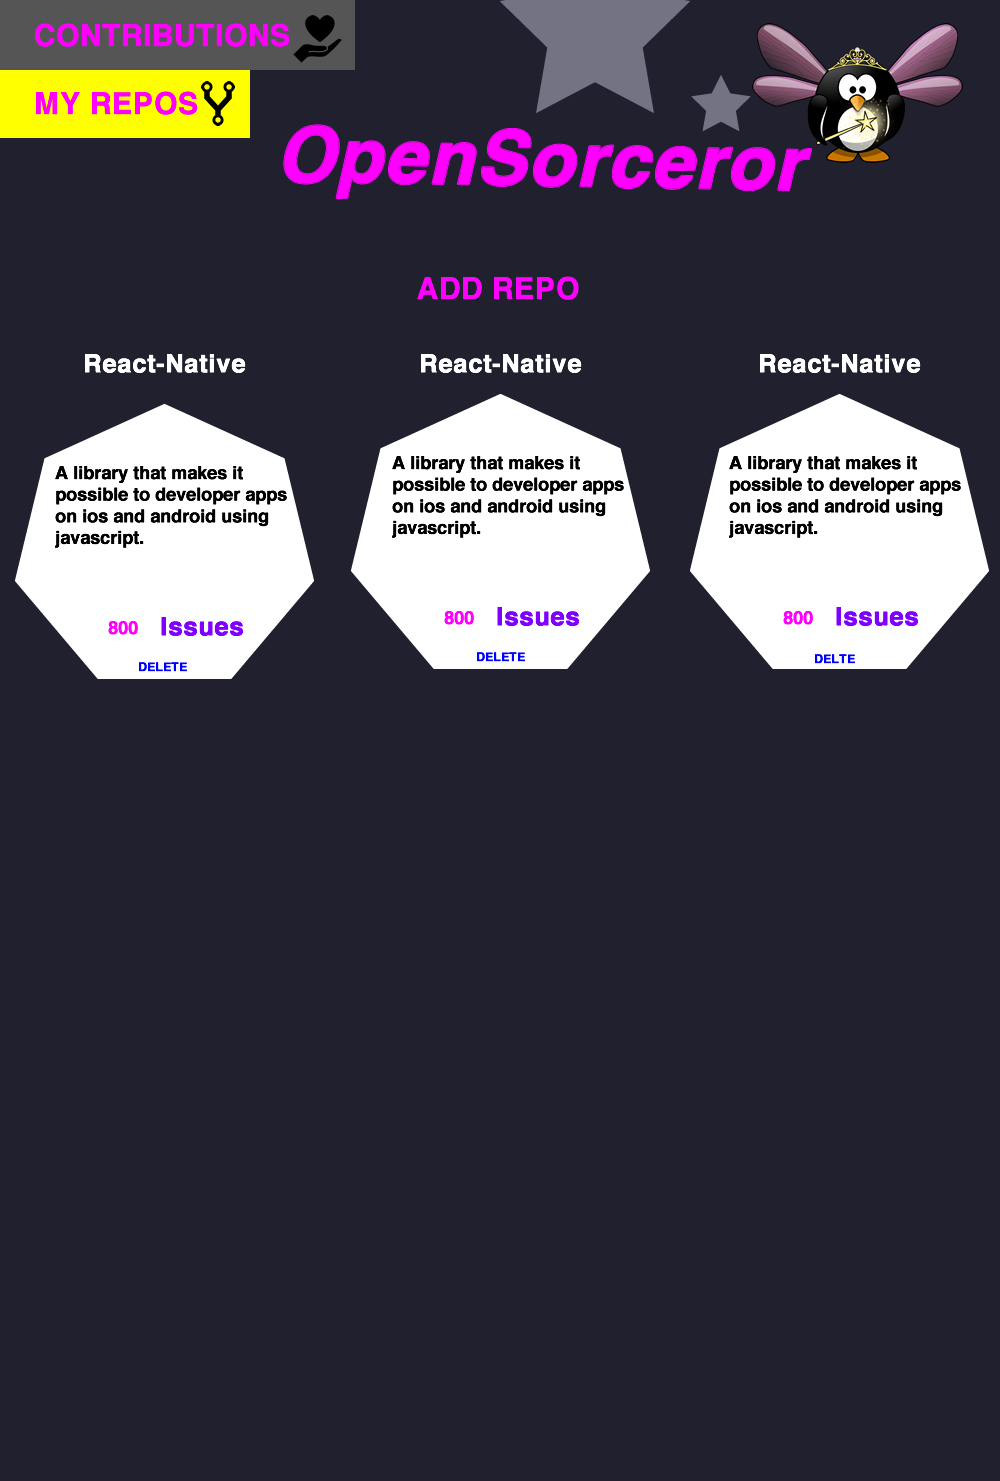 CONTRIBUTIONS
MY REPOS
OpenSorceror
ADD REPO
React-Native
A library that makes it
possible to developer apps
on ios and android using
javascript.
800 Issues
DELETE
React-Native
A library that makes it
possible to developer apps
on ios and android using
javascript.
800 Issues
DELETE
React-Native
A library that makes it
possible to developer apps
on ios and android using
javascript.
800 Issues
DELTE